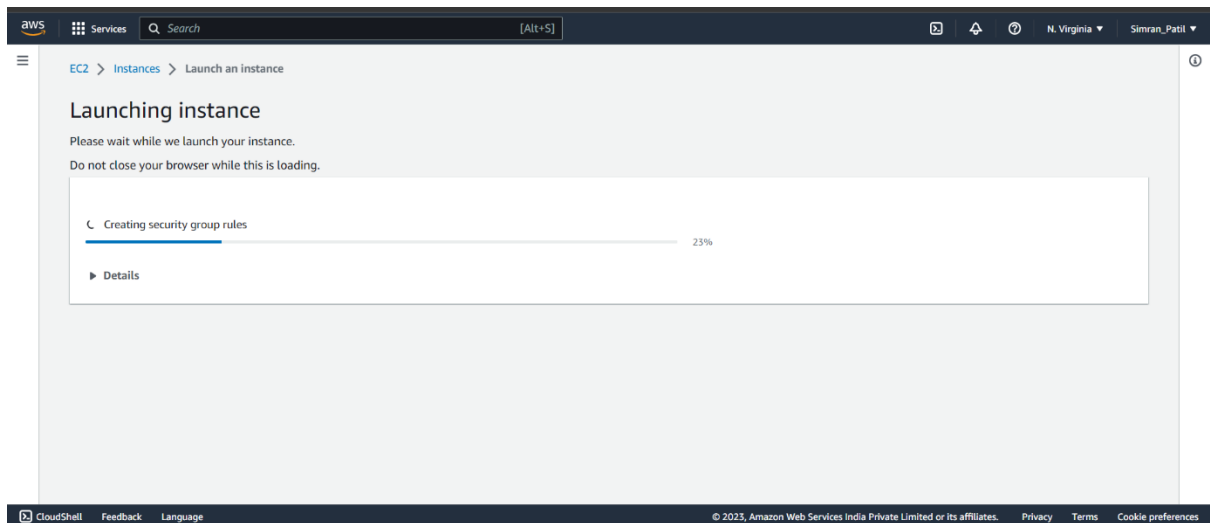 aws Services Search [Alt+S] N. Virginia ▼ Simran_Patil ▼
EC2 > Instances > Launch an instance
Launching instance
Please wait while we launch your instance.
Do not close your browser while this is loading.
Creating security group rules
23%
▶ Details
CloudShell Feedback Language © 2023, Amazon Web Services India Private Limited or its affiliates. Privacy Terms Cookie preferences